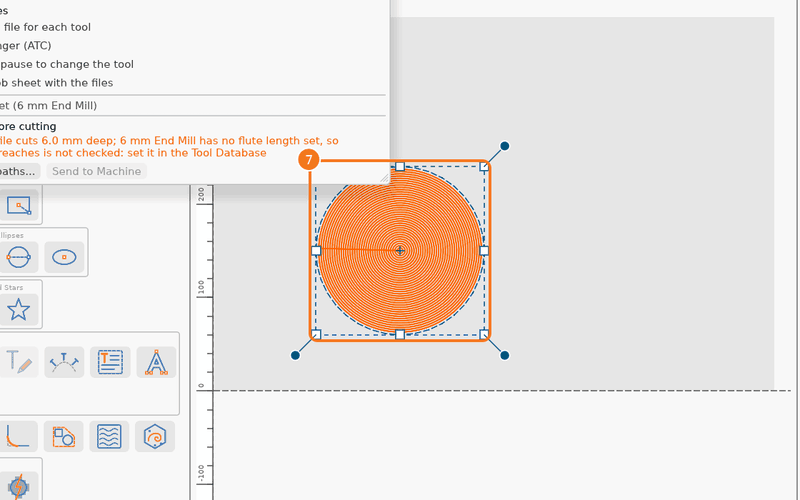 es
file for each tool
nger (ATC)
pause to change the tool
ob sheet with the files
et (6 mm End Mill)
ore cutting
ile cuts 6.0 mm deep; 6 mm End Mill has no flute length set, so
reaches is not checked: set it in the Tool Database
paths...
Send to Machine
7
200
llipses
100
d Stars
0
-100